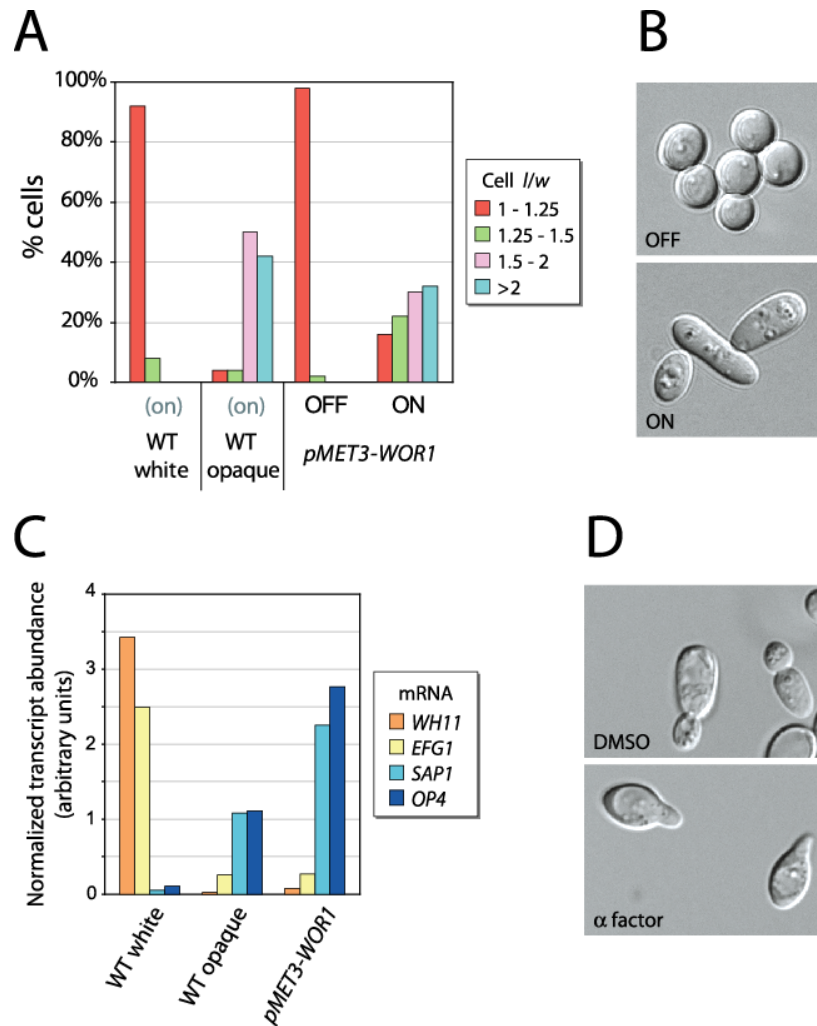 A
100%
80%
60%
40%
20%
0%
% cells
(on)
(on)
OFF
ON
WT
white
WT
opaque
pMET3-WOR1
Cell l/w
1 - 1.25
1.25 - 1.5
1.5 - 2
>2
B
OFF
ON
C
Normalized transcript abundance
(arbitrary units)
4
3
2
1
0
WT white
WT opaque
pMET3-WOR1
mRNA
WH11
EFG1
SAP1
OP4
D
DMSO
α factor